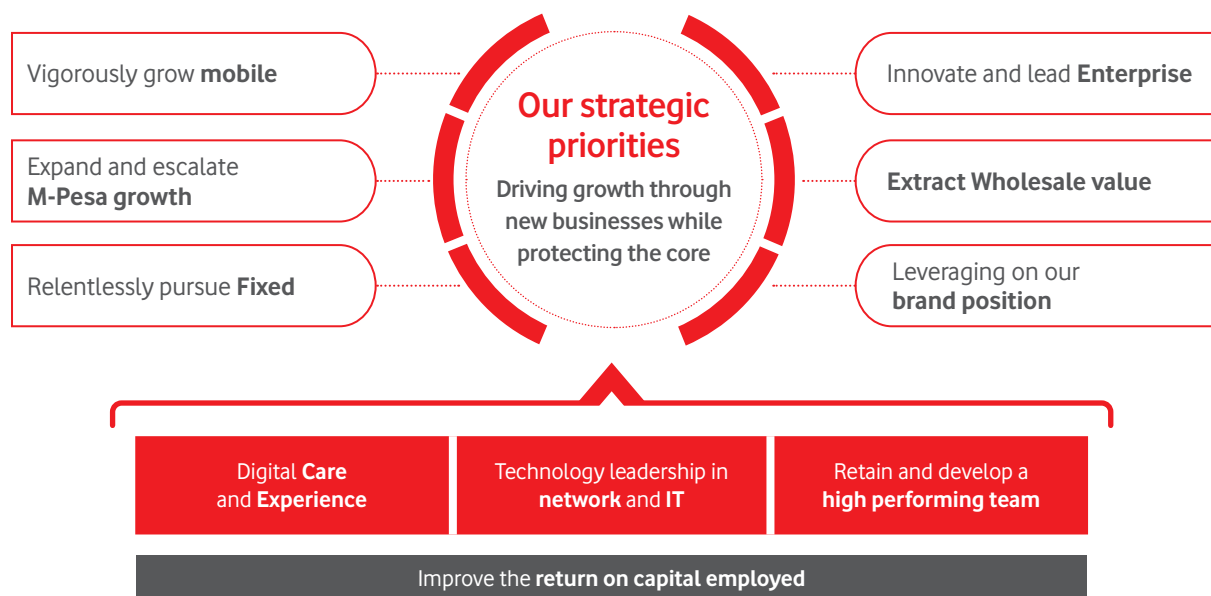 Vigorously grow mobile
Expand and escalate
M-Pesa growth
Relentlessly pursue Fixed
Our strategic
priorities
Driving growth through
new businesses while
protecting the core
Innovate and lead Enterprise
Extract Wholesale value
Leveraging on our
brand position
Digital Care
and Experience
Technology leadership in
network and IT
Retain and develop a
high performing team
Improve the return on capital employed